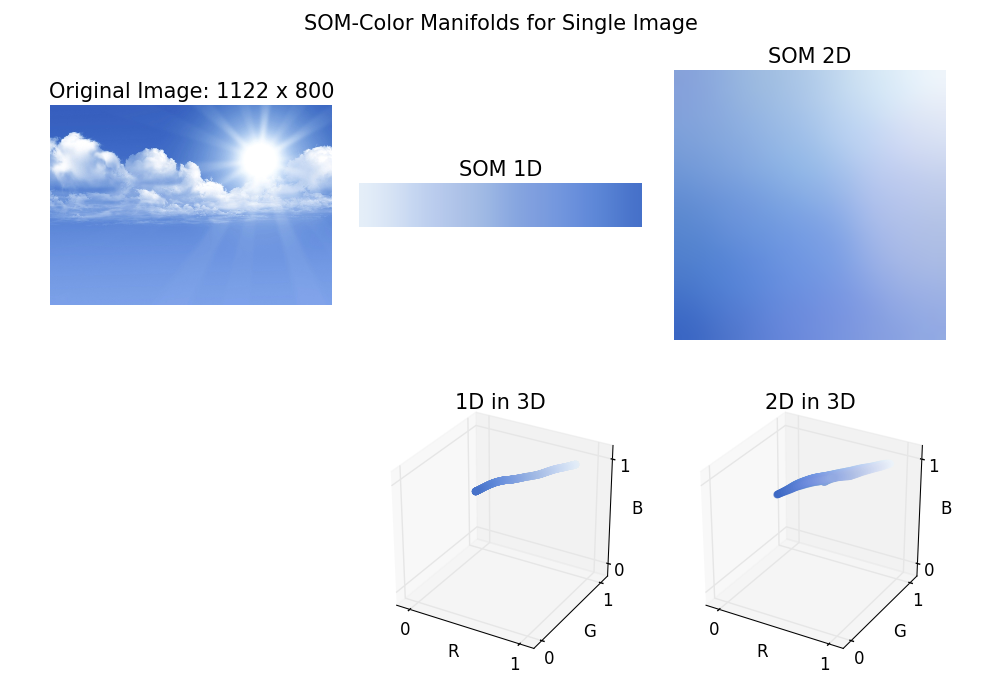 SOM-Color Manifolds for Single Image
Original Image: 1122 x 800
SOM 1D
SOM 2D
1D in 3D
1
B
0
1
G
0
0
R
1
2D in 3D
1
B
0
1
G
0
0
R
1